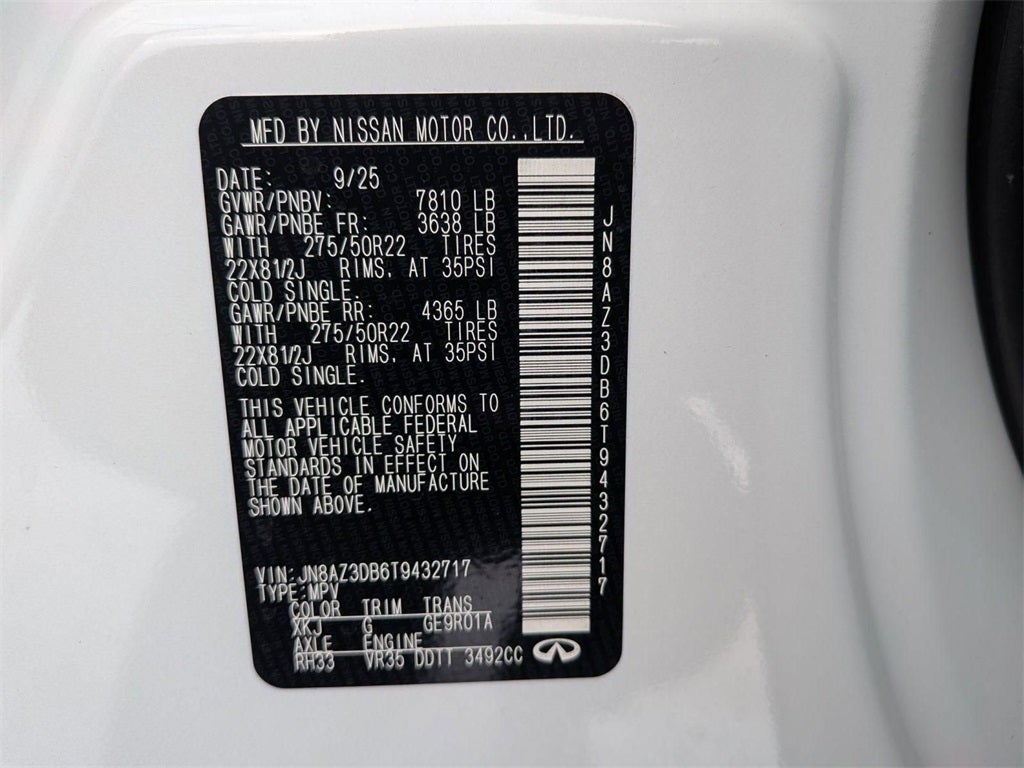 MFD BY NISSAN MOTOR CO.,LTD.
DATE: 9/25
GVWR/PNBV: 7810 LB
GAWR/PNBE FR: 3638 LB
WITH 275/50R22 TIRES
22X81/2J RIMS. AT 35PSI
COLD SINGLE.
GAWR/PNBE RR: 4365 LB
WITH 275/50R22 TIRES
22X81/2J RIMS. AT 35PSI
COLD SINGLE.
THIS VEHICLE CONFORMS TO
ALL APPLICABLE FEDERAL
MOTOR VEHICLE SAFETY
STANDARDS IN EFFECT ON
THE DATE OF MANUFACTURE
SHOWN ABOVE.
VIN:JN8AZ3DB6T9432717
TYPE:MPV
COLOR TRIM TRANS
XKJ G GE9R01A
AXLE ENGINE
RH33 VR35 DDTT 3492CC
JN8AZ3DB6T9432717